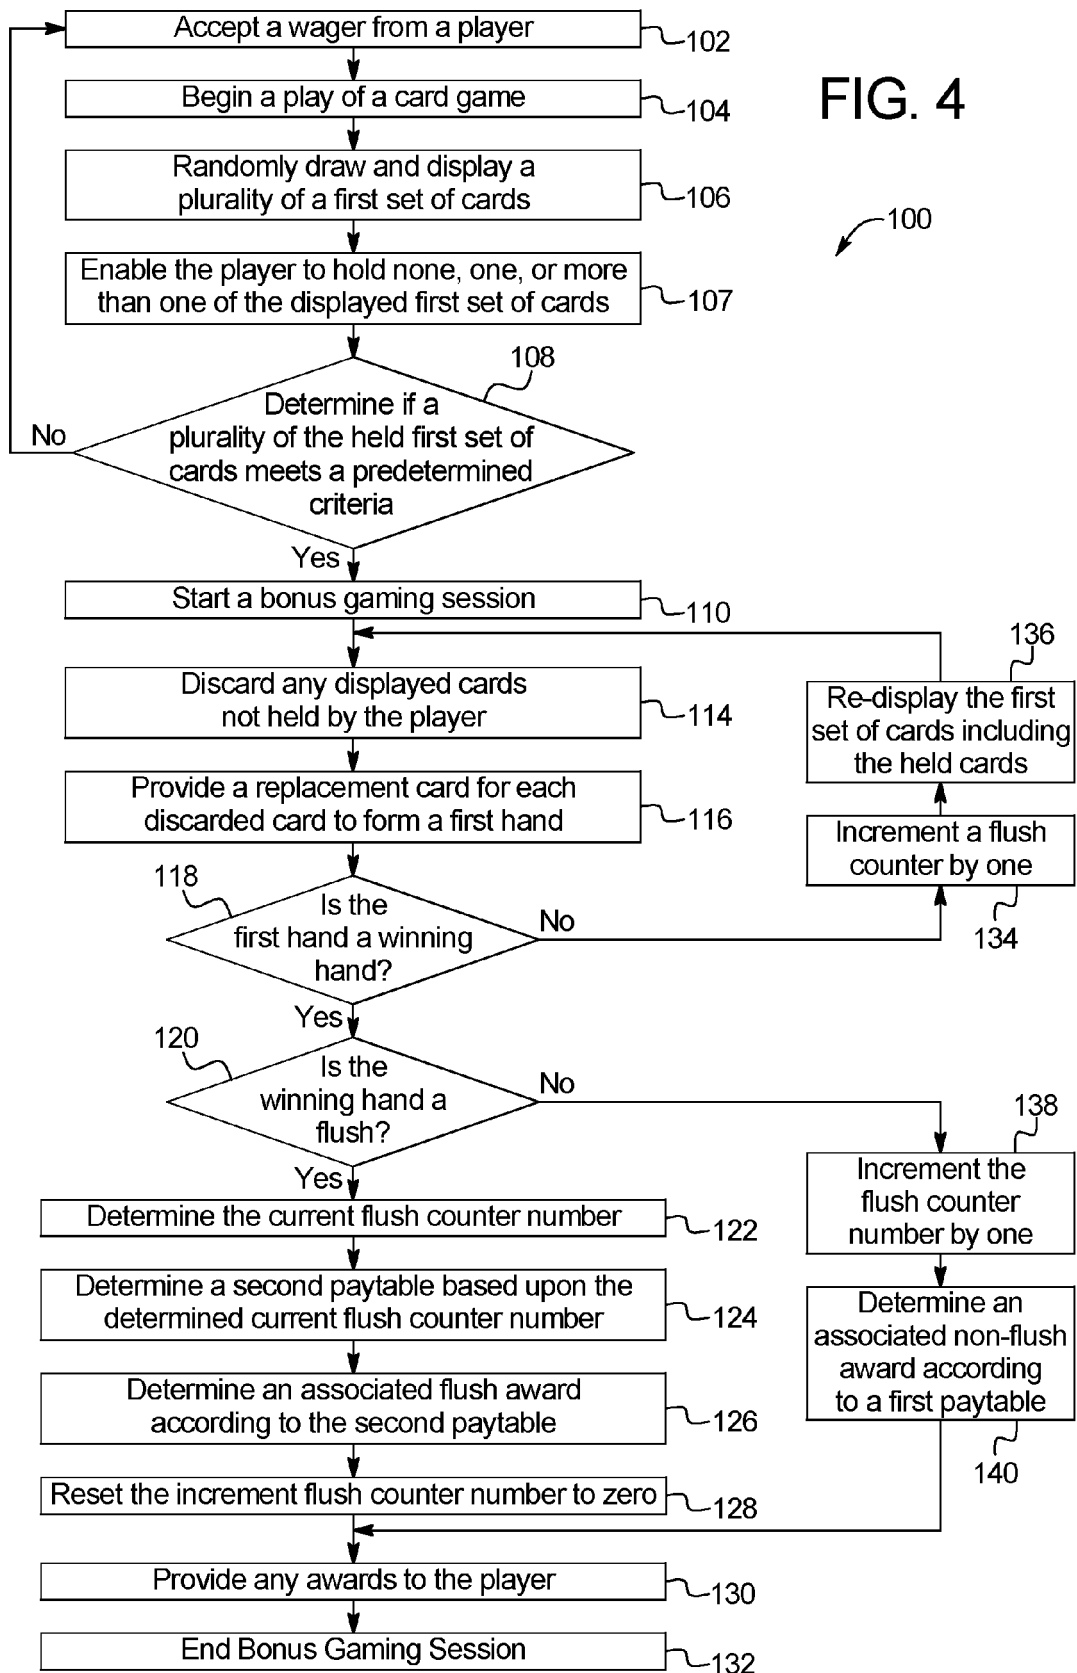 Accept a wager from a player
102
FIG. 4
Begin a play of a card game
104
Randomly draw and display a
plurality of a first set of cards
106
100
Enable the player to hold none, one, or more
than one of the displayed first set of cards
107
108
Determine if a
plurality of the held first set of
cards meets a predetermined
criteria
No
Yes
Start a bonus gaming session
110
136
Re-display the first
set of cards including
the held cards
Discard any displayed cards
not held by the player
114
Provide a replacement card for each
discarded card to form a first hand
116
Increment a flush
counter by one
134
118
Is the
first hand a winning
hand?
No
Yes
120
Is the
winning hand a
flush?
No
Yes
138
Increment the
flush counter
number by one
Determine the current flush counter number
122
Determine a second paytable based upon the
determined current flush counter number
124
Determine an
associated non-flush
award according
to a first paytable
140
Determine an associated flush award
according to the second paytable
126
Reset the increment flush counter number to zero
128
Provide any awards to the player
130
End Bonus Gaming Session
132